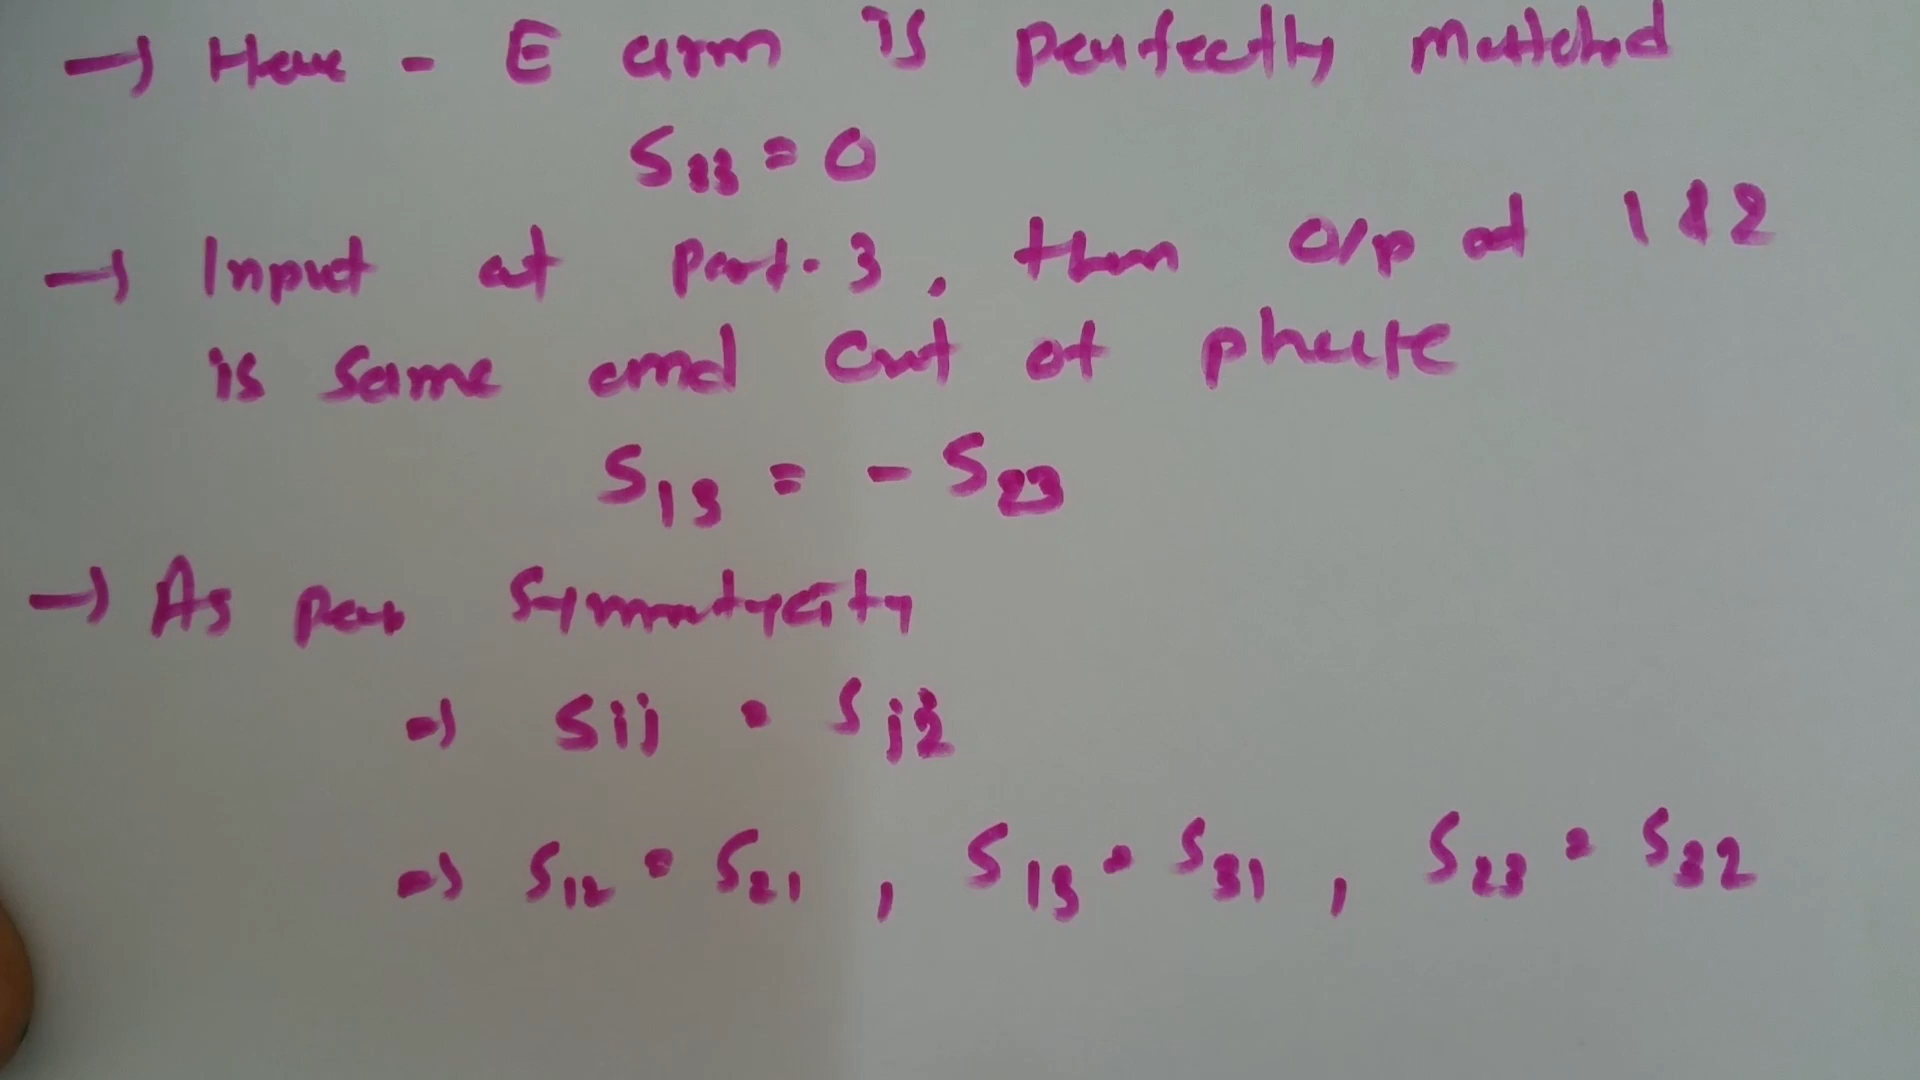 → Here - E arm is perfectly matched
S33 = 0
→ Input at port-3, then o/p at 1 & 2
is same and out of phase
S13 = - S23
→ As per Symmetycity
⇒ Sij = Sji
⇒ S12 = S21 , S13 = S31 , S23 = S32